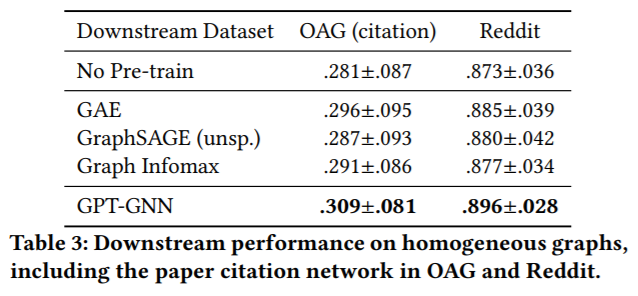 Downstream Dataset OAG (citation) Reddit
No Pre-train .281±.087 .873±.036
GAE .296±.095 .885±.039
GraphSAGE (unsp.) .287±.093 .880±.042
Graph Infomax .291±.086 .877±.034
GPT-GNN .309±.081 .896±.028
Table 3: Downstream performance on homogeneous graphs,
including the paper citation network in OAG and Reddit.